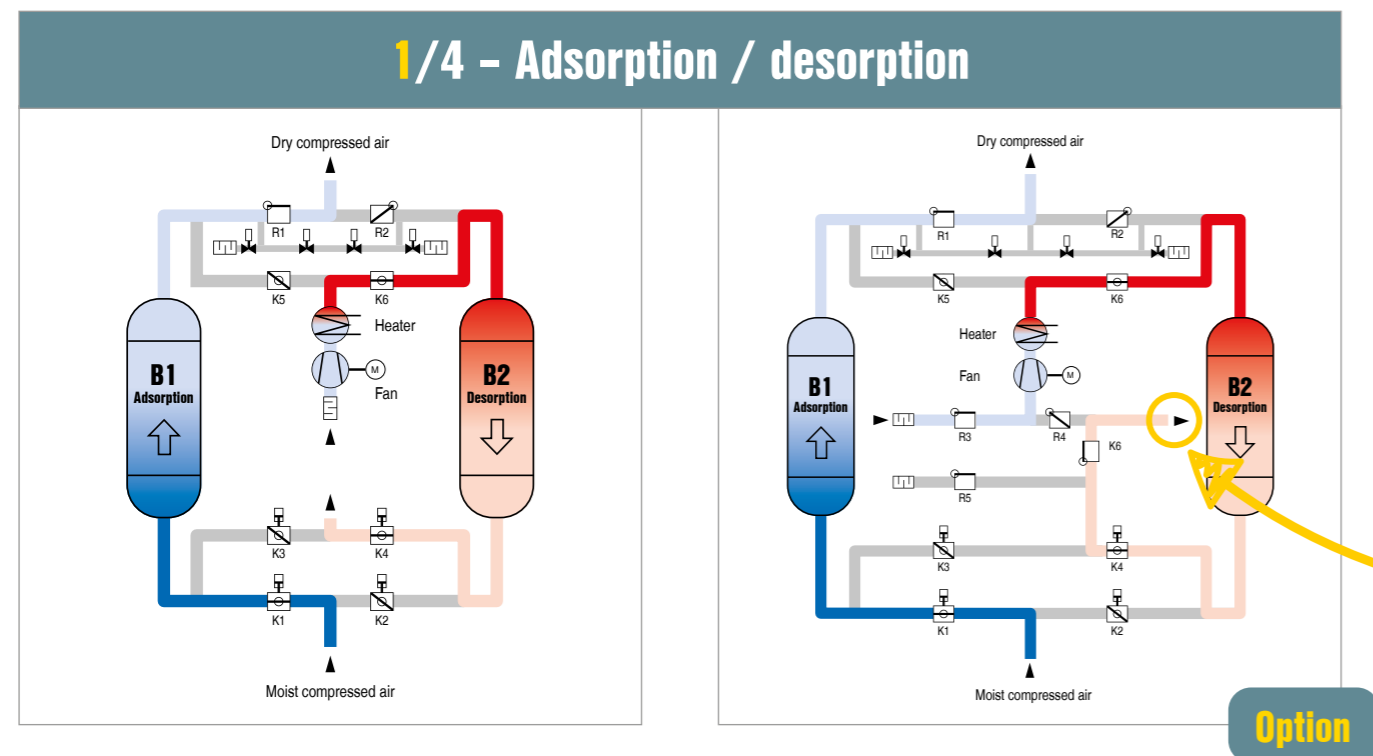 1/4 – Adsorption / desorption
Dry compressed air
R1
R2
K5
K6
Heater
M
Fan
B1
Adsorption
B2
Desorption
K3
K4
K1
K2
Moist compressed air
Dry compressed air
R1
R2
K5
K6
Heater
Fan
M
B1
Adsorption
B2
Desorption
R3
R4
K6
R5
K3
K4
K1
K2
Moist compressed air
Option